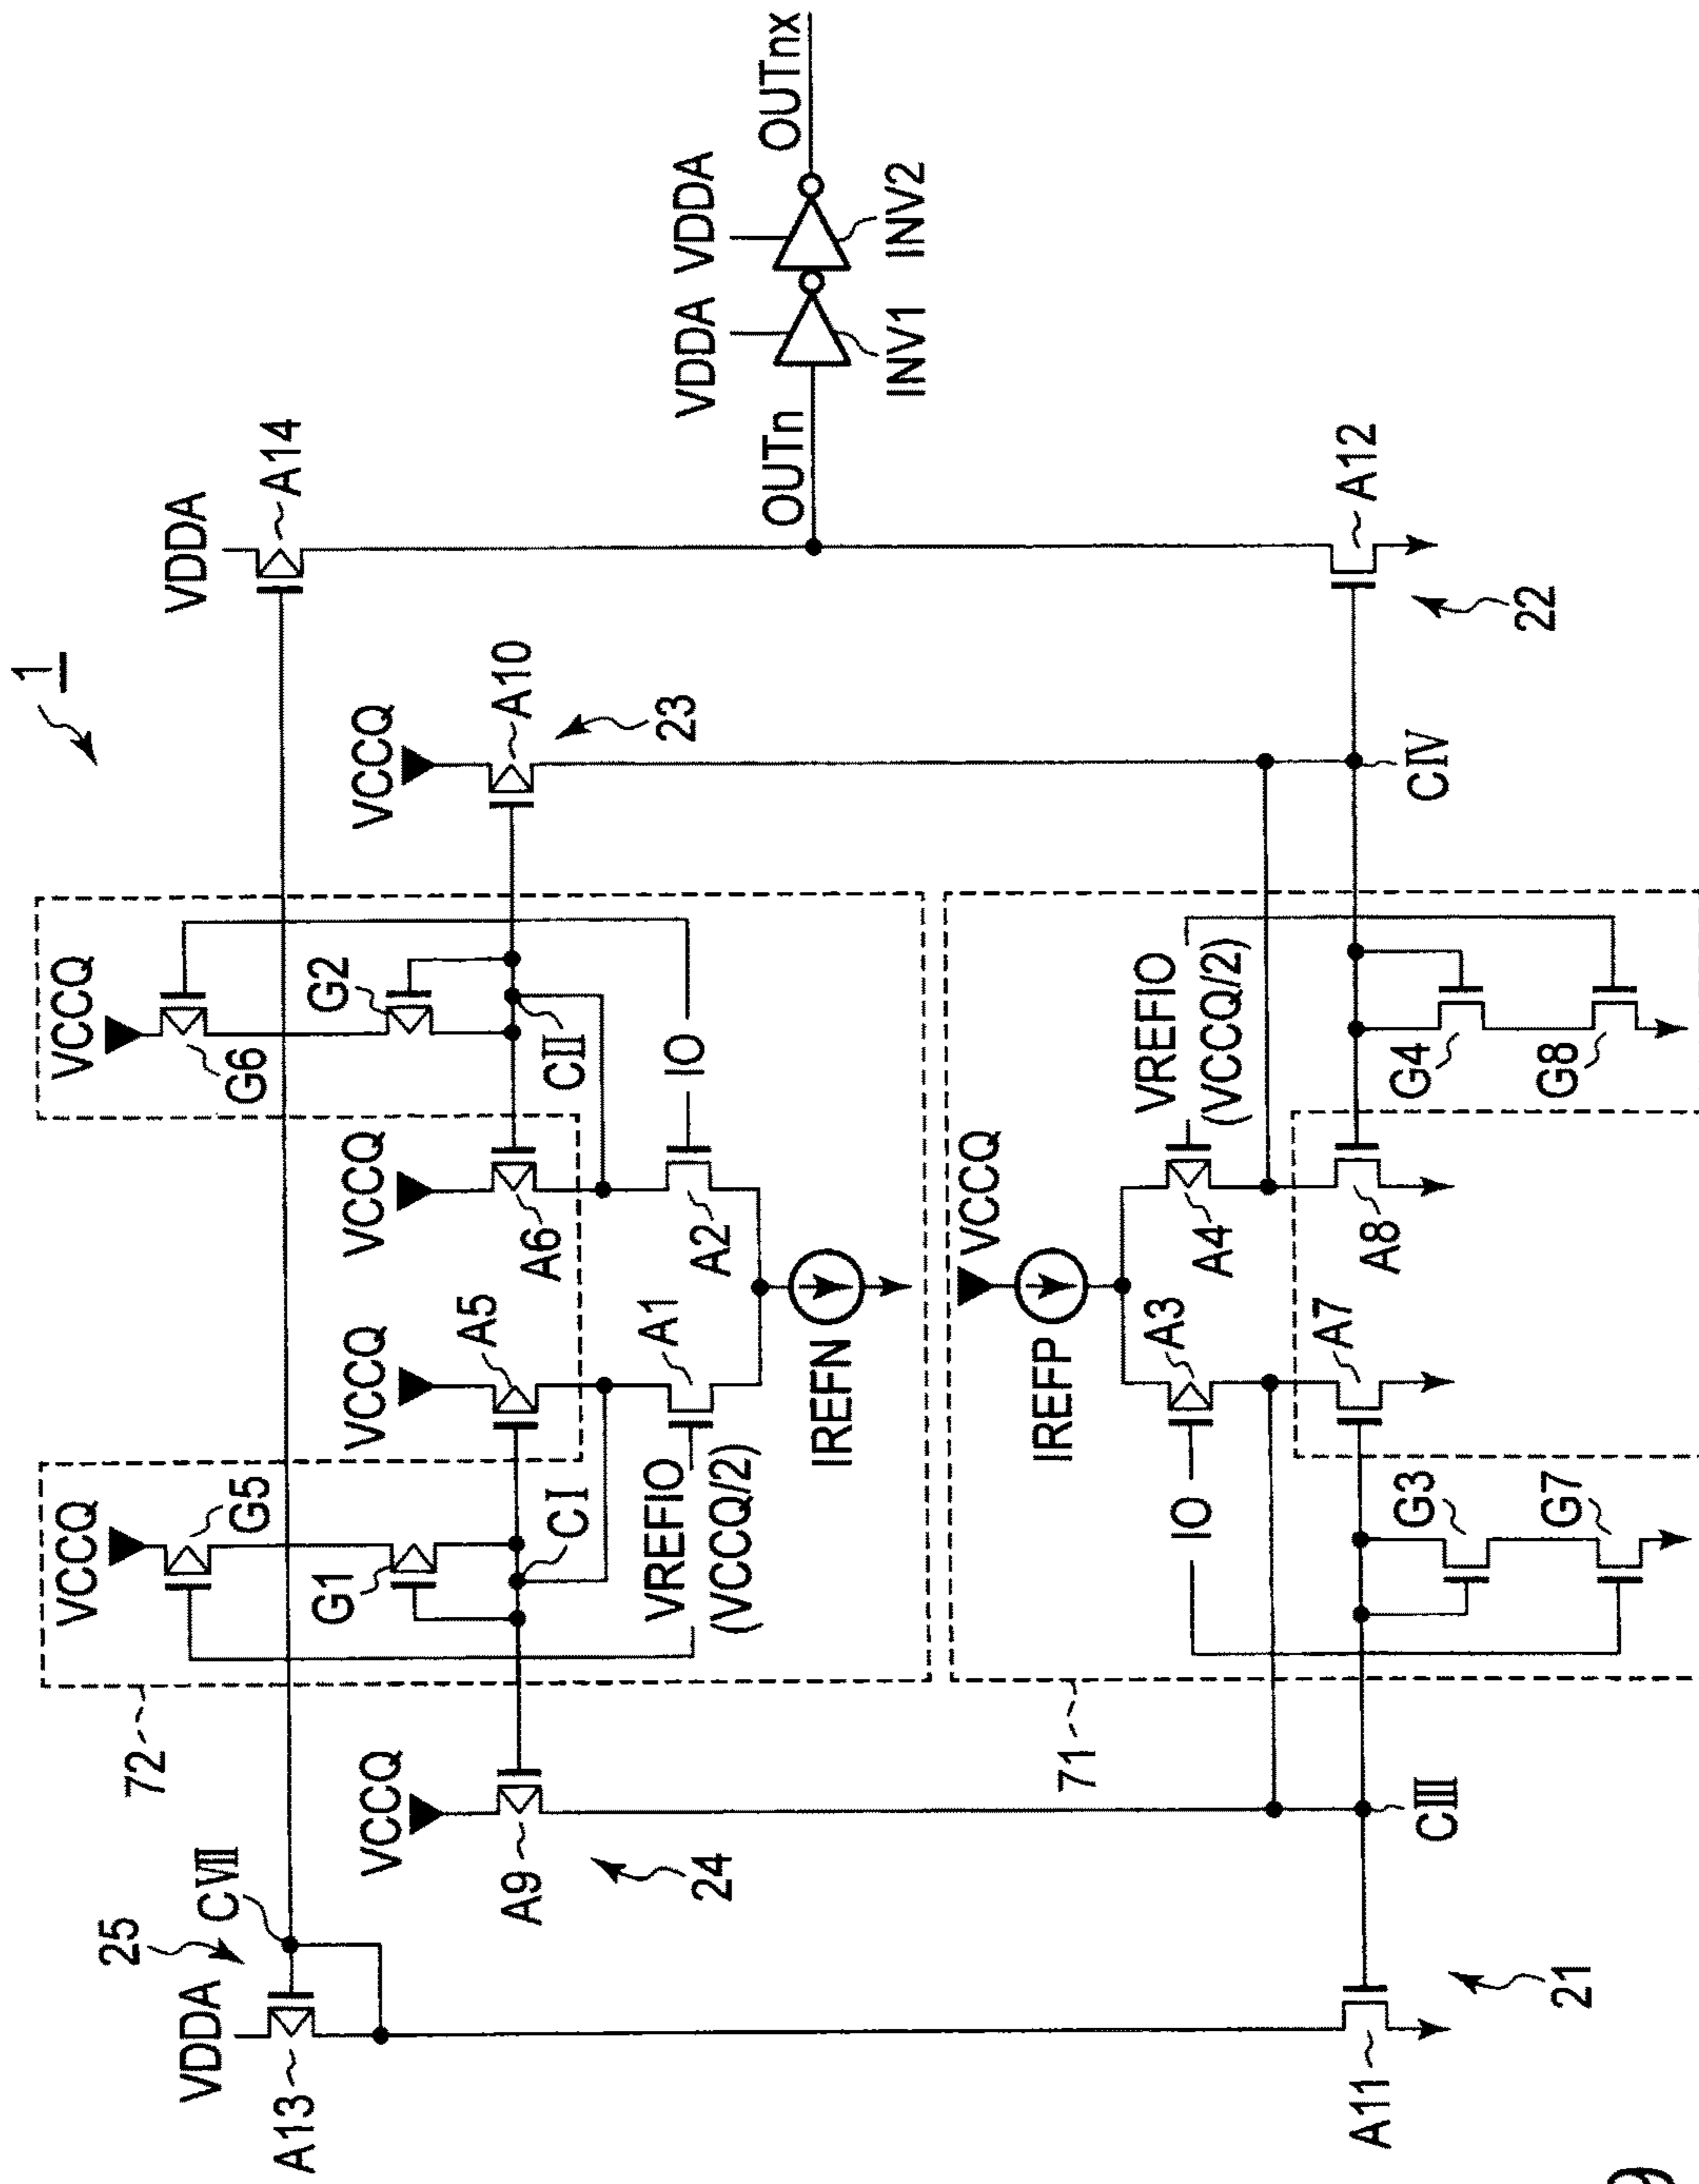 1
VDDA
A14
VCCQ
G6
G2
CII
VCCQ
A10
23
VCCQ
A6
A2
IO
VCCQ
A5
A1
VCCQ
G5
G1
CI
VREFIO
(VCCQ/2)
IREFN
72
25
CVII
VDDA
A13
VCCQ
A9
24
OUTn
VDDA
VDDA
INV1
INV2
OUTnx
VCCQ
IREFP
A3
A4
VREFIO
(VCCQ/2)
IO
A7
A8
G3
G7
G4
G8
71
CIII
CIV
A11
21
A12
22
9